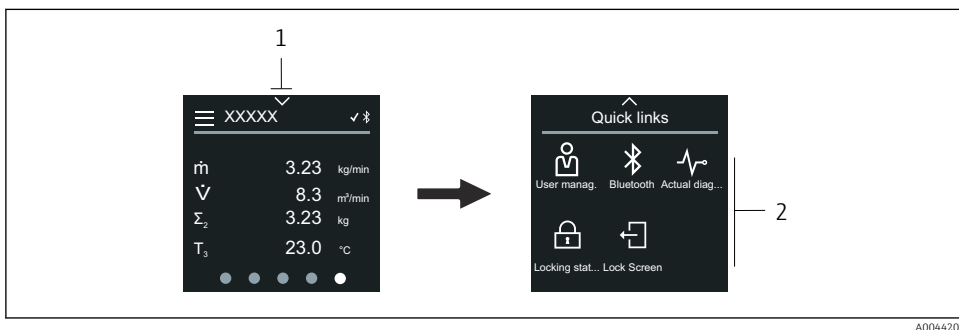 1
XXXXX
ṁ 3.23 kg/min
V̇ 8.3 m³/min
Σ₂ 3.23 kg
T₃ 23.0 °C
Quick links
User manag. Bluetooth Actual diag...
Locking stat... Lock Screen
2
A004420